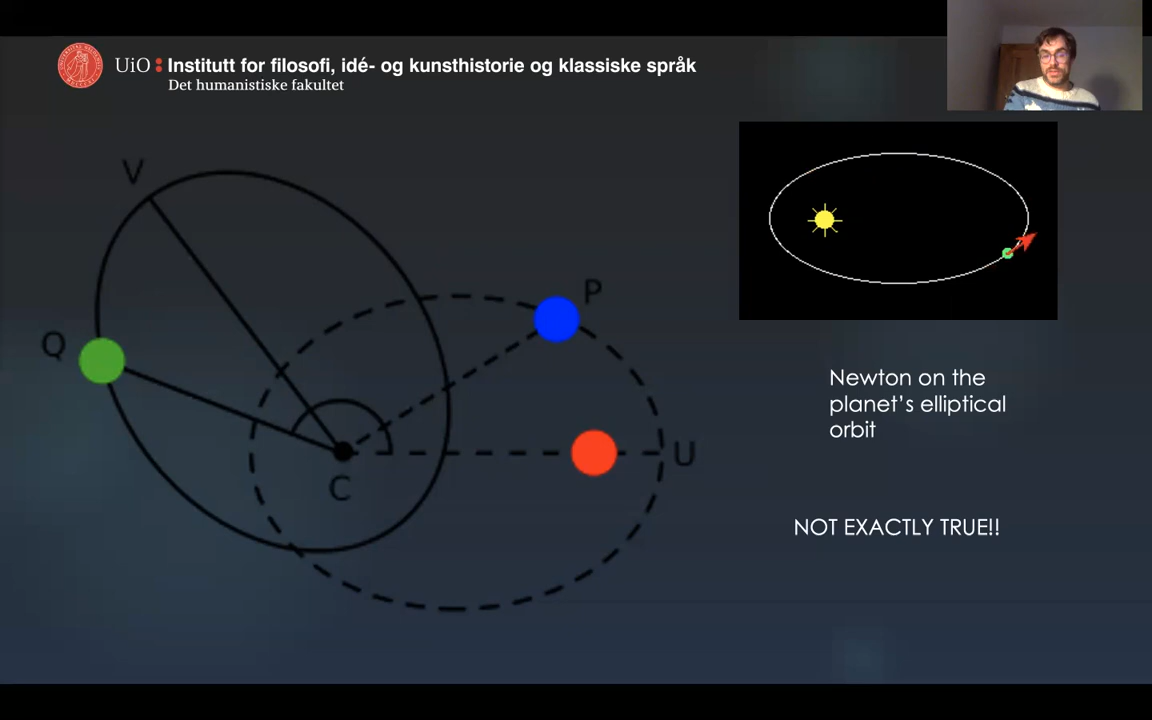 UiO : Institutt for filosofi, idé- og kunsthistorie og klassiske språk
Det humanistiske fakultet
V
P
Q
U
C
Newton on the
planet's elliptical
orbit
NOT EXACTLY TRUE!!